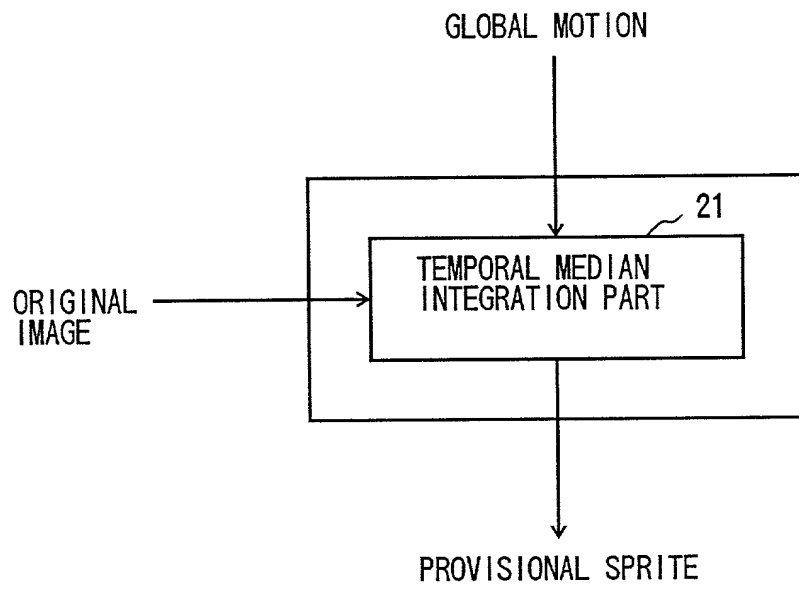 GLOBAL MOTION
21
TEMPORAL MEDIAN
INTEGRATION PART
ORIGINAL
IMAGE
PROVISIONAL SPRITE